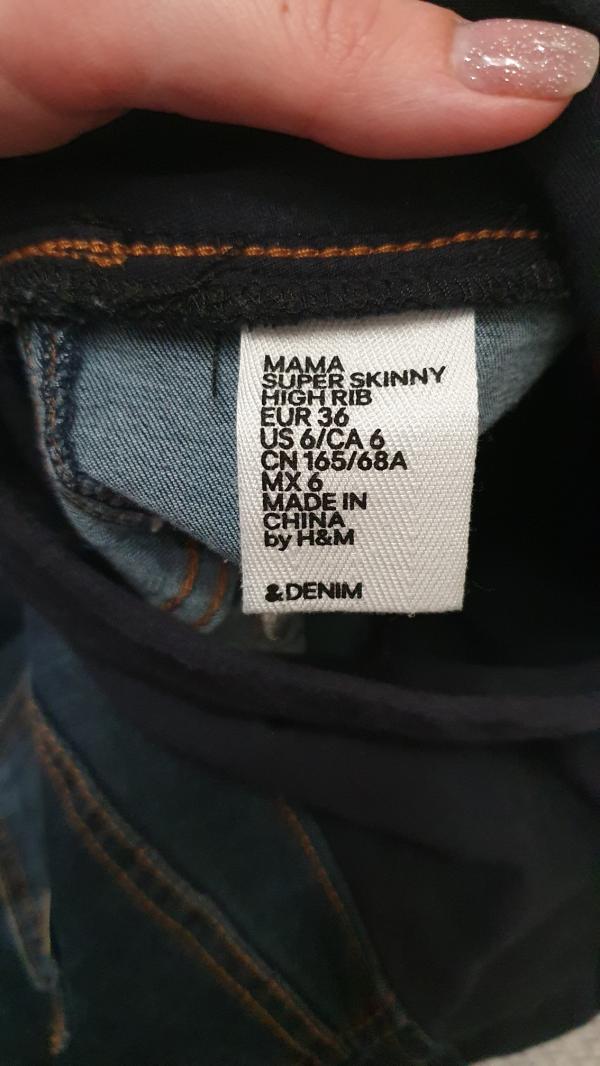 MAMA
SUPER SKINNY
HIGH RIB
EUR 36
US 6/CA 6
CN 165/68A
MX 6
MADE IN
CHINA
by H&M
&DENIM